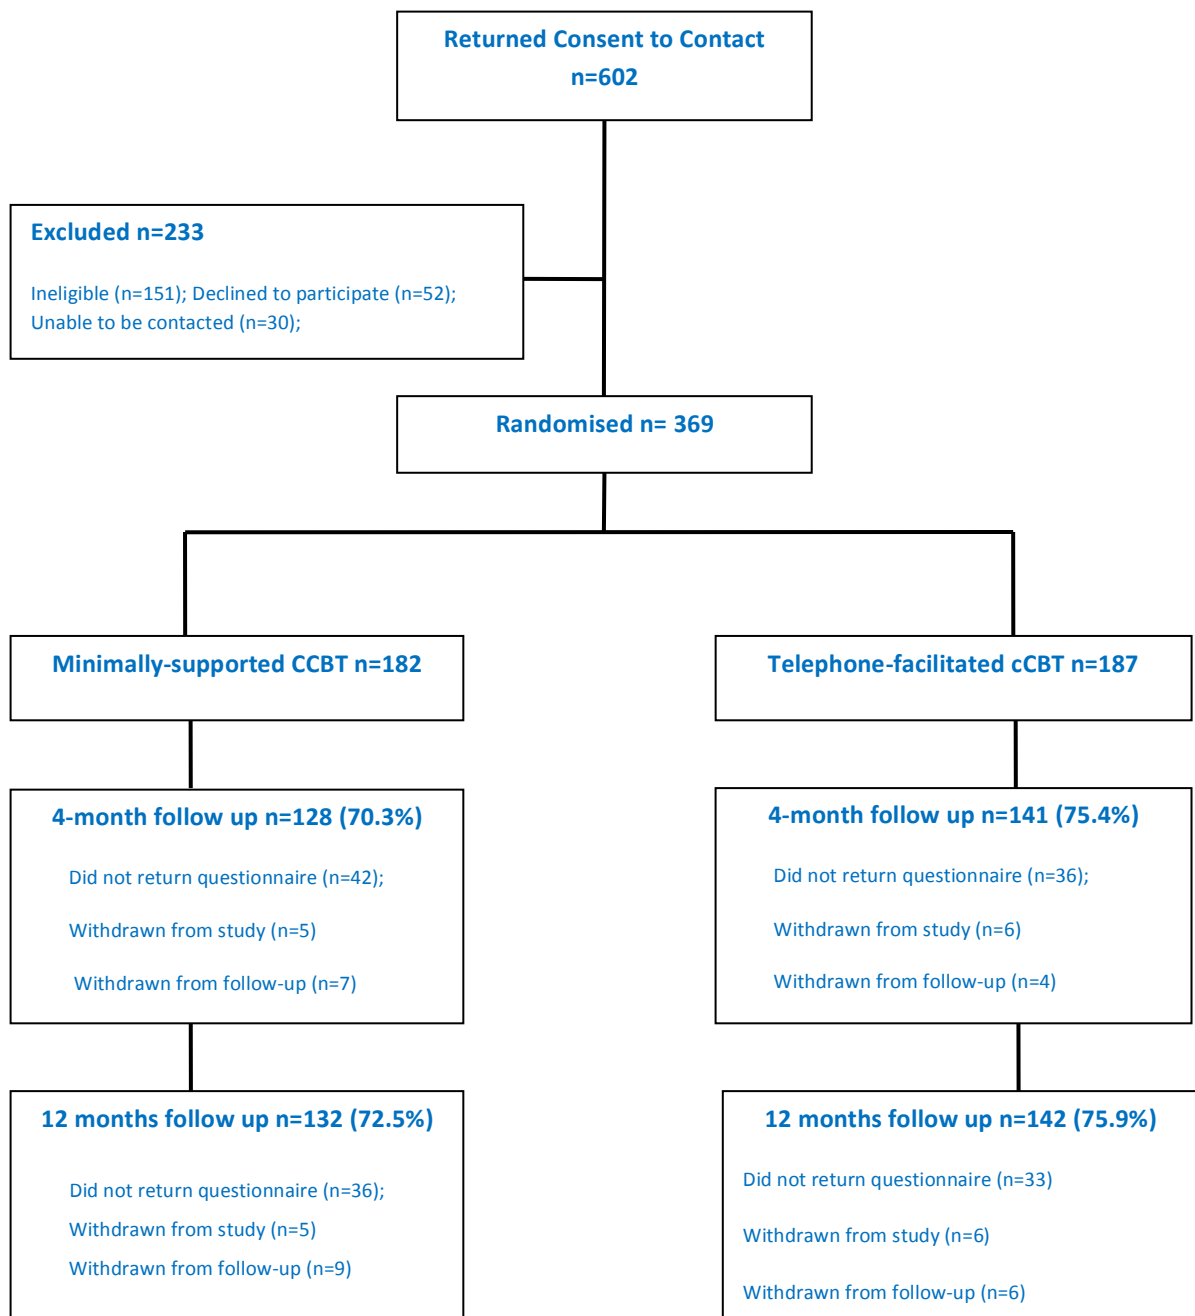 Returned Consent to Contact
n=602
Excluded n=233
Ineligible (n=151); Declined to participate (n=52);
Unable to be contacted (n=30);
Randomised n= 369
Minimally-supported CCBT n=182
Telephone-facilitated cCBT n=187
4-month follow up n=128 (70.3%)
Did not return questionnaire (n=42);
Withdrawn from study (n=5)
Withdrawn from follow-up (n=7)
4-month follow up n=141 (75.4%)
Did not return questionnaire (n=36);
Withdrawn from study (n=6)
Withdrawn from follow-up (n=4)
12 months follow up n=132 (72.5%)
Did not return questionnaire (n=36);
Withdrawn from study (n=5)
Withdrawn from follow-up (n=9)
12 months follow up n=142 (75.9%)
Did not return questionnaire (n=33)
Withdrawn from study (n=6)
Withdrawn from follow-up (n=6)